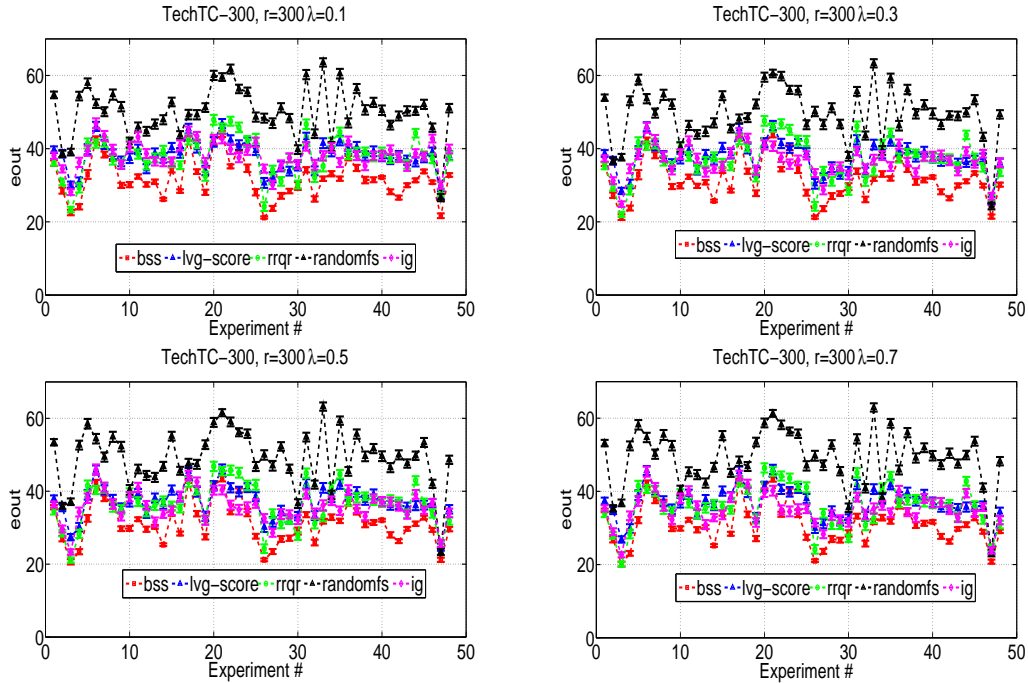 TechTC−300, r=300 λ=0.1
60
40
20
0
eout
0 10 20 30 40 50
Experiment #
bss lvg−score rrqr randomfs ig
TechTC−300, r=300 λ=0.3
60
40
20
0
eout
0 10 20 30 40 50
Experiment #
bss lvg−score rrqr randomfs ig
TechTC−300, r=300 λ=0.5
60
40
20
0
eout
0 10 20 30 40 50
Experiment #
bss lvg−score rrqr randomfs ig
TechTC−300, r=300 λ=0.7
60
40
20
0
eout
0 10 20 30 40 50
Experiment #
bss lvg−score rrqr randomfs ig